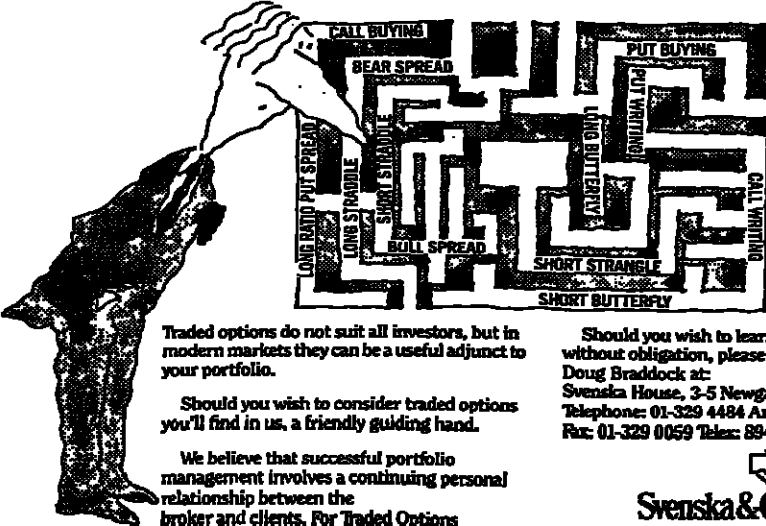 CALL BUYING
BEAR SPREAD
PUT BUYING
PUT WRITING
LONG BUTTERFLY
CALL WRITING
LONG RADIO PUT SPREAD
LONG STRADDLE
SHORT STRADDLE
BULL SPREAD
SHORT STRANGLE
SHORT BUTTERFLY
Traded options do not suit all investors, but in
modern markets they can be a useful adjunct to
your portfolio.
Should you wish to consider traded options
you'll find in us, a friendly guiding hand.
We believe that successful portfolio
management involves a continuing personal
relationship between the
broker and clients. For Traded Options
Should you wish to lear
without obligation, please
Doug Braddock at:
Svenska House, 3-5 Newg
Telephone: 01-329 4484 A
Fax: 01-329 0059 Telex: 89
Svenska &